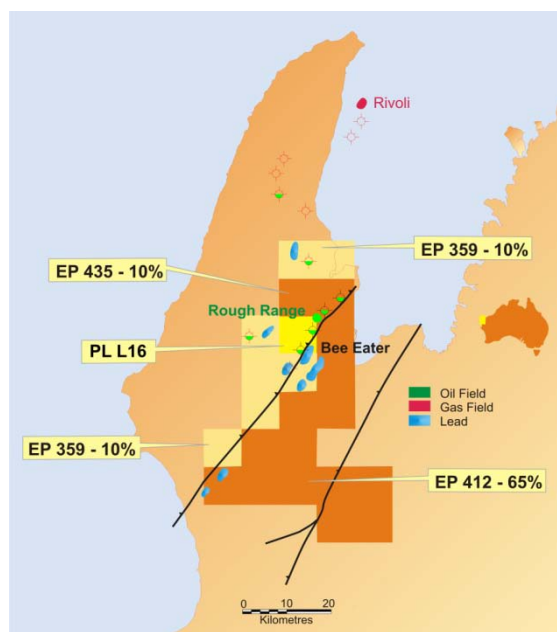 Rivoli
EP 359 - 10%
EP 435 - 10%
Rough Range
PL L16
Bee Eater
Oil Field
Gas Field
Lead
EP 359 - 10%
EP 412 - 65%
0 10 20
Kilometres